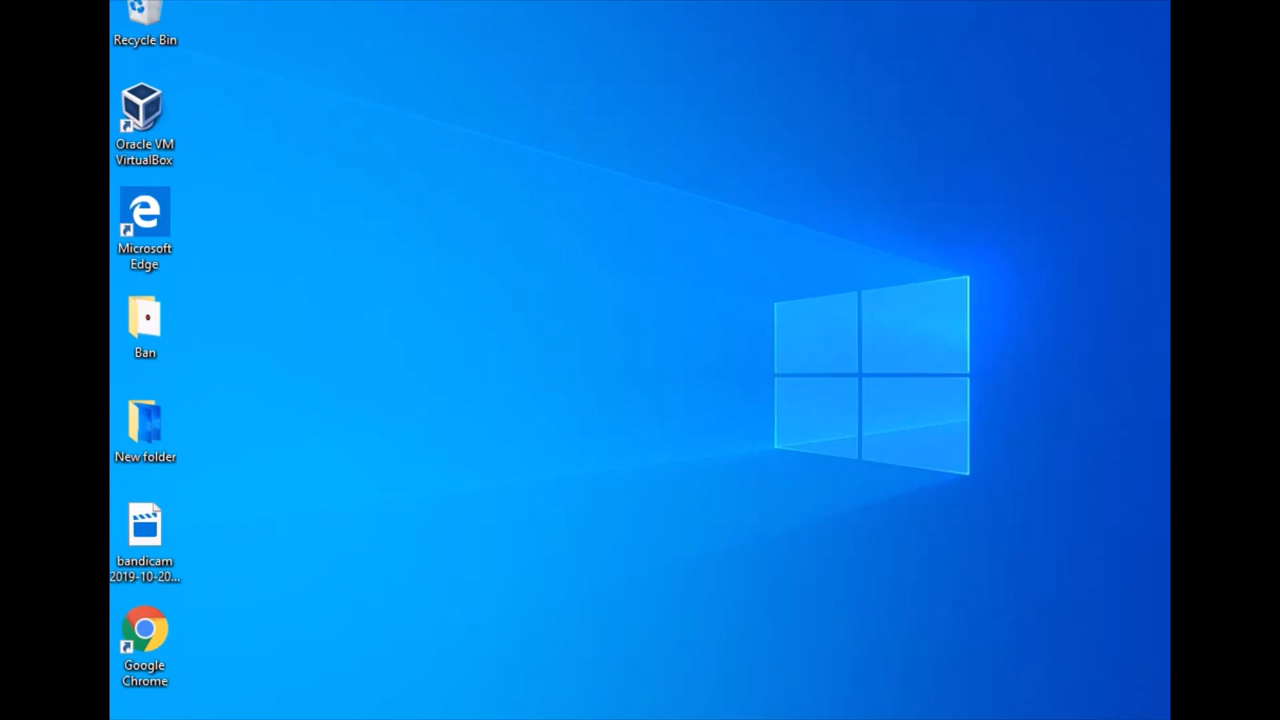 Recycle Bin
Oracle VM
VirtualBox
Microsoft
Edge
Ban
New folder
bandicam
2019-10-20...
Google
Chrome